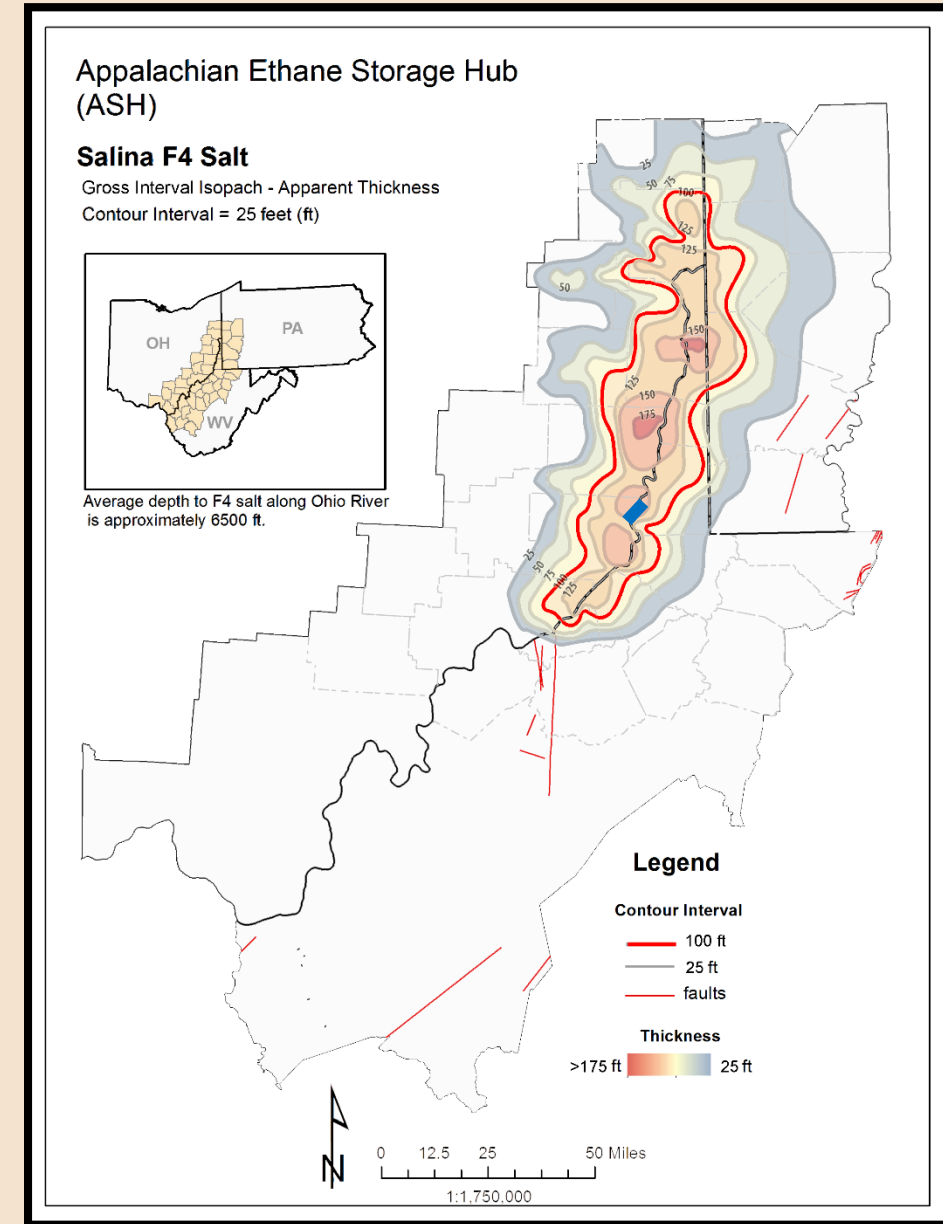 Appalachian Ethane Storage Hub
(ASH)
Salina F4 Salt
Gross Interval Isopach - Apparent Thickness
Contour Interval = 25 feet (ft)
OH
PA
WV
Average depth to F4 salt along Ohio River
is approximately 6500 ft.
25
50
75
100
125
125
50
150
125
150
175
25
50
75
100
125
Legend
Contour Interval
100 ft
25 ft
faults
Thickness
>175 ft
25 ft
N
0 12.5 25 50 Miles
1:1,750,000